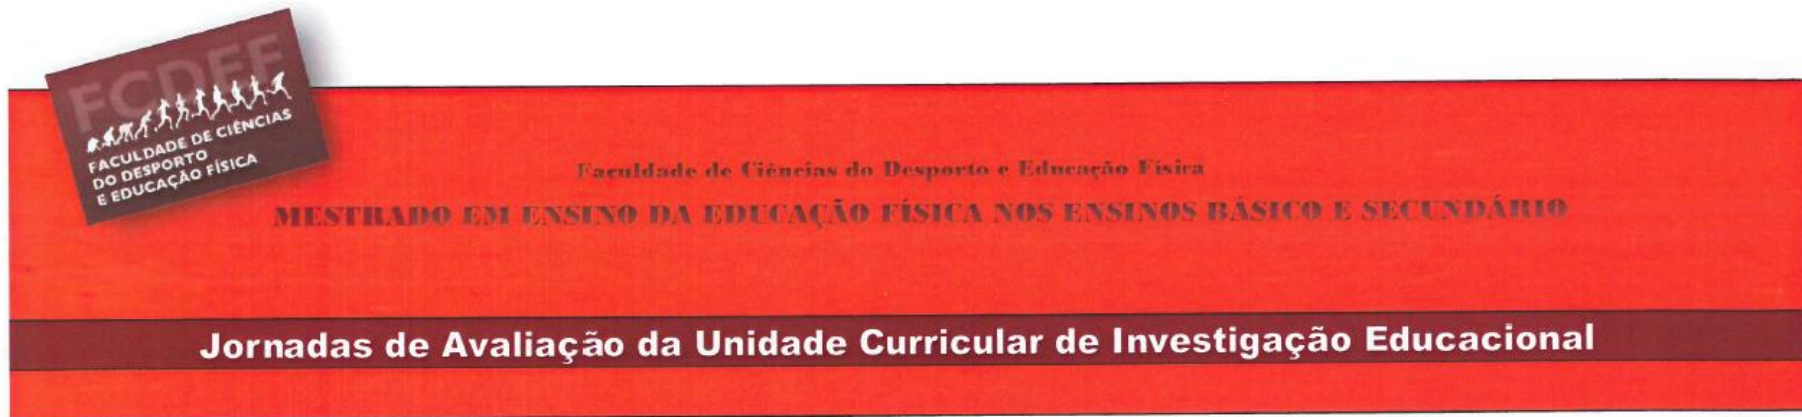 FCDEF
FACULDADE DE CIÊNCIAS
DO DESPORTO
E EDUCAÇÃO FÍSICA
Faculdade de Ciências do Desporto e Educação Física
MESTRADO EM ENSINO DA EDUCAÇÃO FÍSICA NOS ENSINOS BÁSICO E SECUNDÁRIO
Jornadas de Avaliação da Unidade Curricular de Investigação Educacional